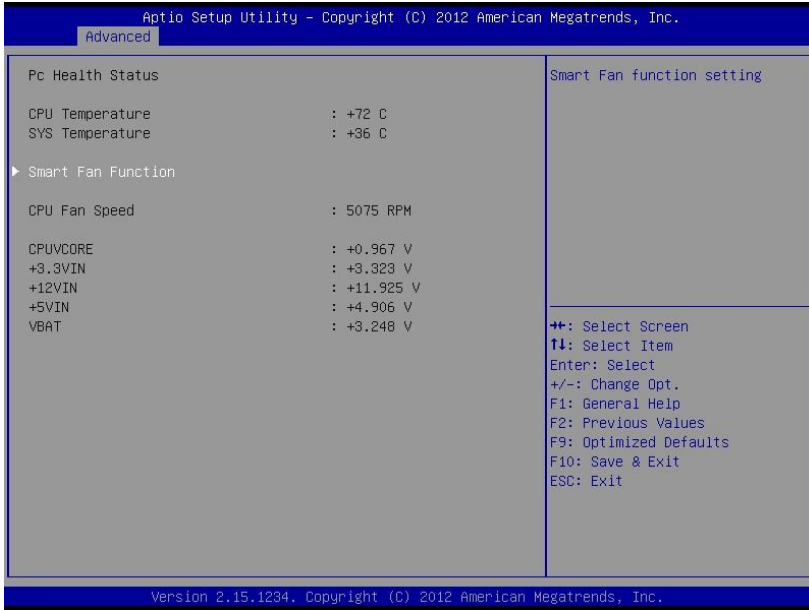 Aptio Setup Utility – Copyright (C) 2012 American Megatrends, Inc.
Advanced
Pc Health Status
CPU Temperature : +72 C
SYS Temperature : +36 C
Smart Fan Function
CPU Fan Speed : 5075 RPM
CPUVCORE : +0.967 V
+3.3VIN : +3.323 V
+12VIN : +11.925 V
+5VIN : +4.906 V
VBAT : +3.248 V
Smart Fan function setting
→←: Select Screen
↑↓: Select Item
Enter: Select
+/-: Change Opt.
F1: General Help
F2: Previous Values
F9: Optimized Defaults
F10: Save & Exit
ESC: Exit
Version 2.15.1234. Copyright (C) 2012 American Megatrends, Inc.